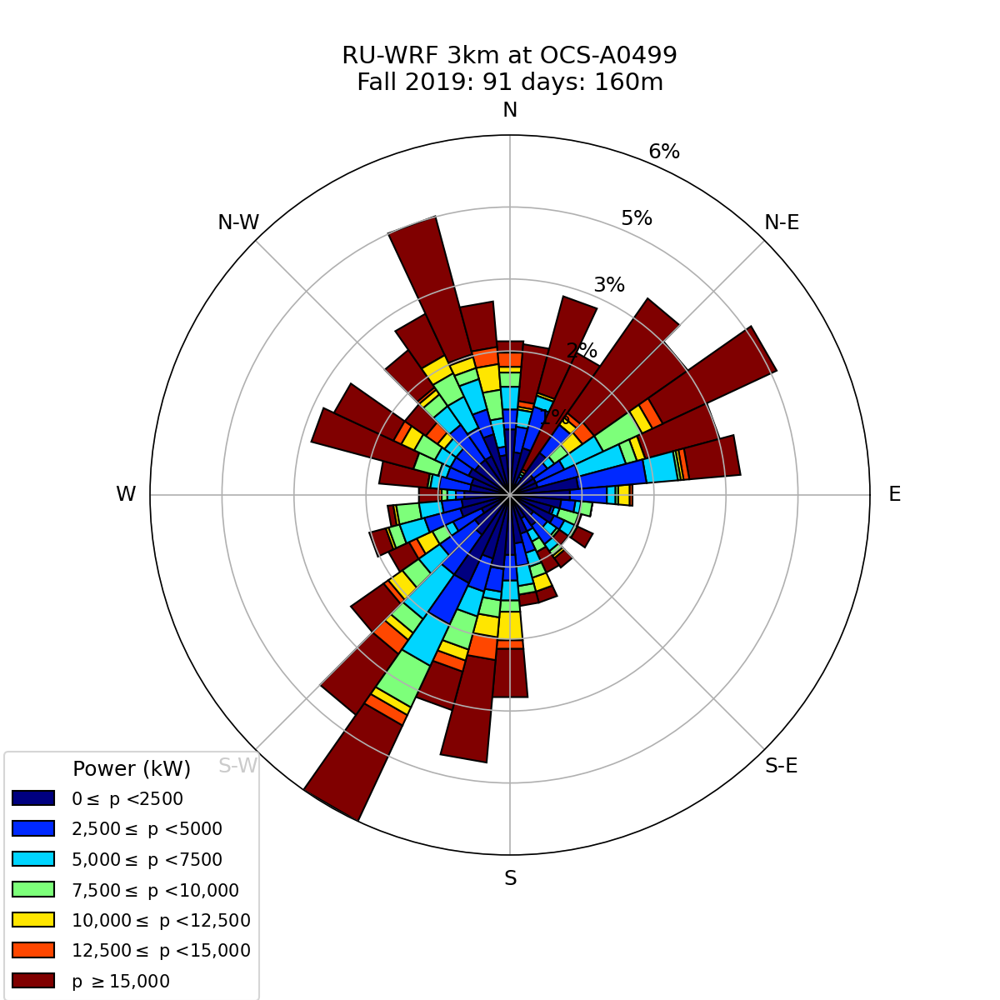 RU-WRF 3km at OCS-A0499
Fall 2019: 91 days: 160m
N
6%
5%
N-W
N-E
3%
2%
1%
W
E
S-W
S-E
Power (kW)
0≤ p <2500
2,500≤ p <5000
5,000≤ p <7500
7,500≤ p <10,000
10,000≤ p <12,500
12,500≤ p <15,000
p ≥15,000
S